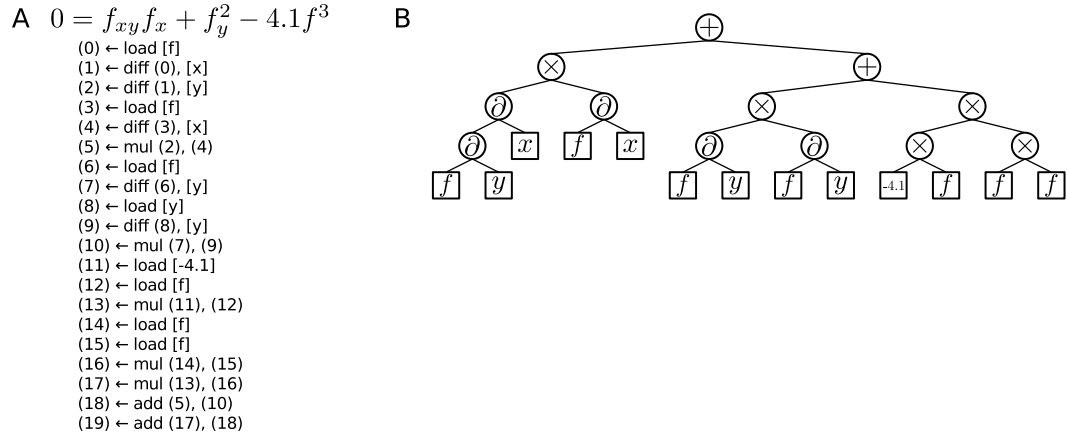 A 0 = f_{xy}f_x + f_y^2 − 4.1f^3
(0) ← load [f]
(1) ← diff (0), [x]
(2) ← diff (1), [y]
(3) ← load [f]
(4) ← diff (3), [x]
(5) ← mul (2), (4)
(6) ← load [f]
(7) ← diff (6), [y]
(8) ← load [y]
(9) ← diff (8), [y]
(10) ← mul (7), (9)
(11) ← load [-4.1]
(12) ← load [f]
(13) ← mul (11), (12)
(14) ← load [f]
(15) ← load [f]
(16) ← mul (14), (15)
(17) ← mul (13), (16)
(18) ← add (5), (10)
(19) ← add (17), (18)
B
+
× +
∂ ∂ × ×
∂ x f x ∂ ∂ × ×
f y f y f y -4.1 f f f